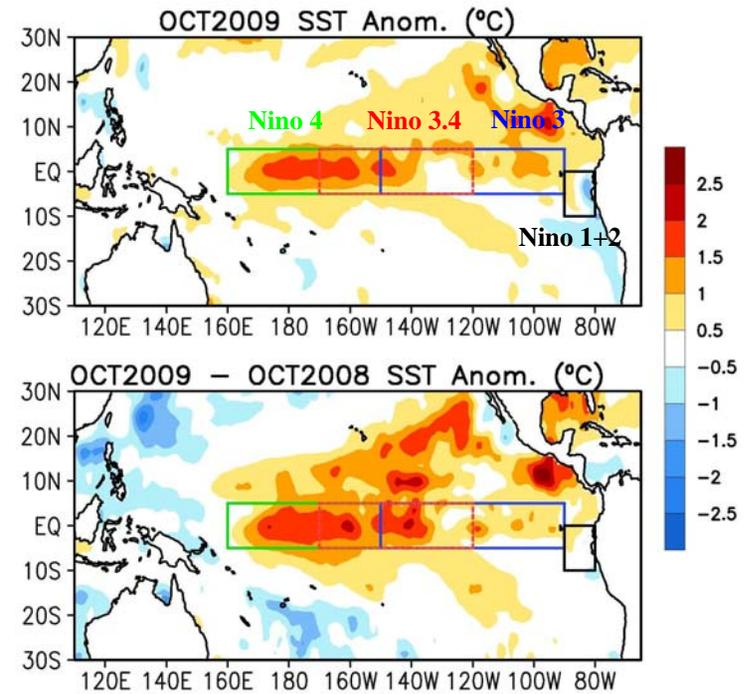 OCT2009 SST Anom. (ºC)
30N
20N
10N
EQ
10S
20S
30S
Nino 4
Nino 3.4
Nino 3
Nino 1+2
120E 140E 160E 180 160W 140W 120W 100W 80W
OCT2009 – OCT2008 SST Anom. (ºC)
30N
20N
10N
EQ
10S
20S
30S
120E 140E 160E 180 160W 140W 120W 100W 80W
2.5
2
1.5
1
0.5
−0.5
−1
−1.5
−2
−2.5